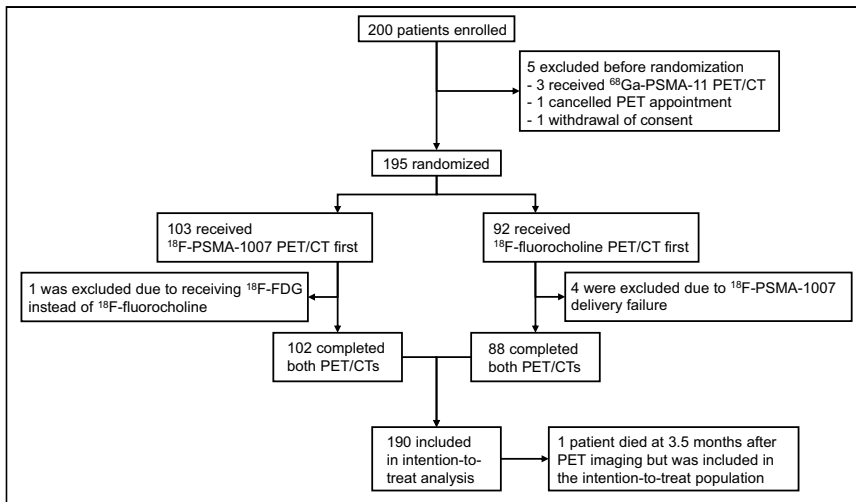 200 patients enrolled
5 excluded before randomization
- 3 received ⁶⁸Ga-PSMA-11 PET/CT
- 1 cancelled PET appointment
- 1 withdrawal of consent
195 randomized
103 received
¹⁸F-PSMA-1007 PET/CT first
92 received
¹⁸F-fluorocholine PET/CT first
1 was excluded due to receiving ¹⁸F-FDG
instead of ¹⁸F-fluorocholine
4 were excluded due to ¹⁸F-PSMA-1007
delivery failure
102 completed
both PET/CTs
88 completed
both PET/CTs
190 included
in intention-to-
treat analysis
1 patient died at 3.5 months after
PET imaging but was included in
the intention-to-treat population